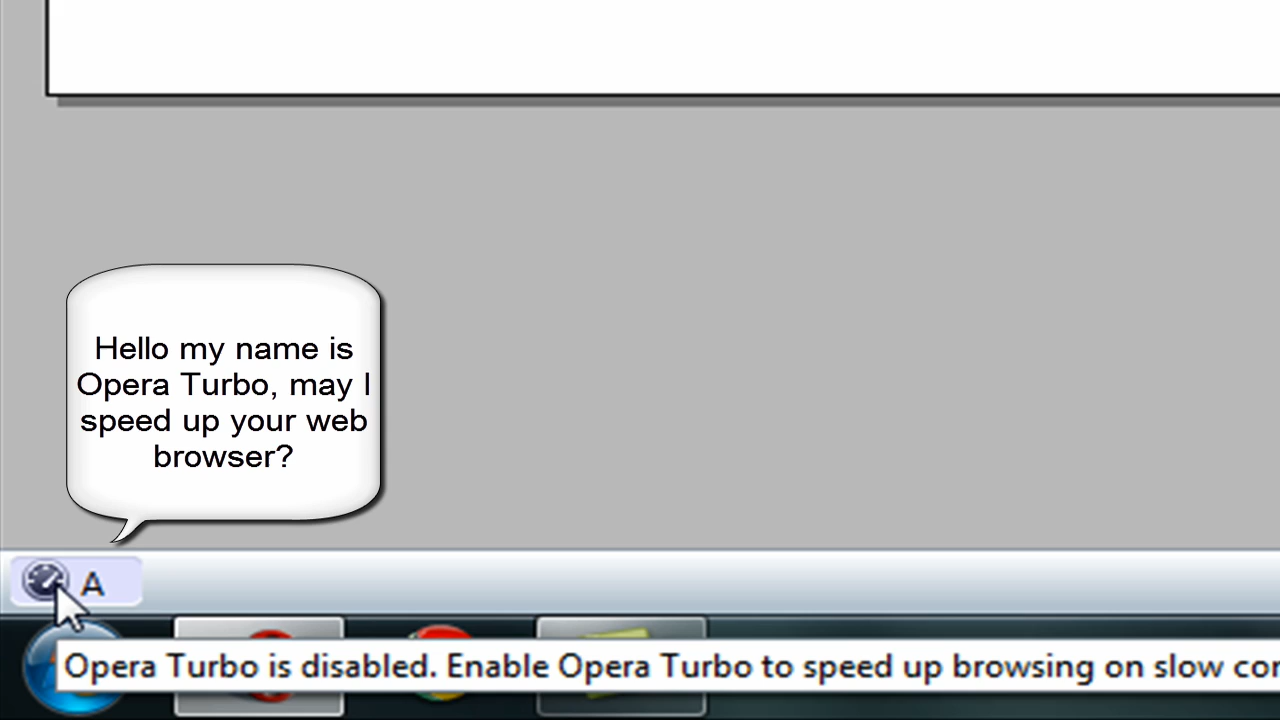 Hello my name is
Opera Turbo, may I
speed up your web
browser?
A
Opera Turbo is disabled. Enable Opera Turbo to speed up browsing on slow